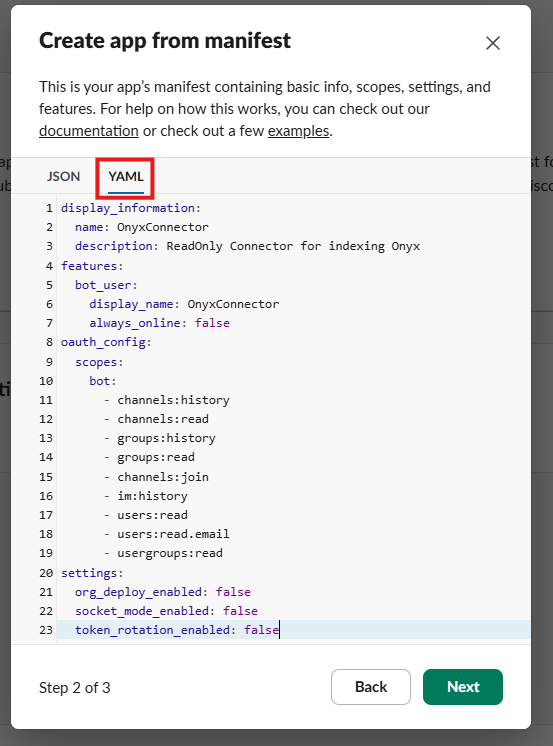 Create app from manifest
This is your app's manifest containing basic info, scopes, settings, and
features. For help on how this works, you can check out our
documentation or check out a few examples.
JSON YAML
1 display_information:
2   name: OnyxConnector
3   description: ReadOnly Connector for indexing Onyx
4 features:
5   bot_user:
6     display_name: OnyxConnector
7     always_online: false
8 oauth_config:
9   scopes:
10     bot:
11       - channels:history
12       - channels:read
13       - groups:history
14       - groups:read
15       - channels:join
16       - im:history
17       - users:read
18       - users:read.email
19       - usergroups:read
20 settings:
21   org_deploy_enabled: false
22   socket_mode_enabled: false
23   token_rotation_enabled: false
Step 2 of 3 Back Next